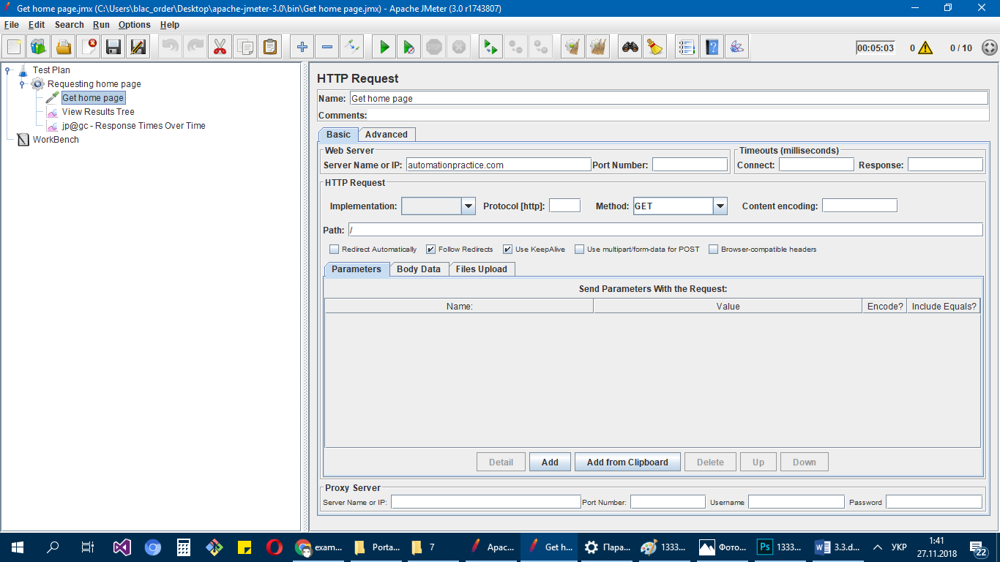 Get home page.jmx (C:\Users\blac_order\Desktop\apache-jmeter-3.0\bin\Get home page.jmx) - Apache JMeter (3.0 r1743807)
File Edit Search Run Options Help
00:05:03 0 0 / 10
Test Plan
Requesting home page
Get home page
View Results Tree
jp@gc - Response Times Over Time
WorkBench
HTTP Request
Name: Get home page
Comments:
Basic Advanced
Web Server Timeouts (milliseconds)
Server Name or IP: automationpractice.com Port Number: Connect: Response:
HTTP Request
Implementation: Protocol [http]: Method: GET Content encoding:
Path: /
Redirect Automatically Follow Redirects Use KeepAlive Use multipart/form-data for POST Browser-compatible headers
Parameters Body Data Files Upload
Send Parameters With the Request:
Name: Value Encode? Include Equals?
Detail Add Add from Clipboard Delete Up Down
Proxy Server
Server Name or IP: Port Number: Username Password
exam... Porta... 7 Apac... Get h... Пара... 1333... Фото... Ps 1333... W 3.3.d... УКР 1:41
27.11.2018 22